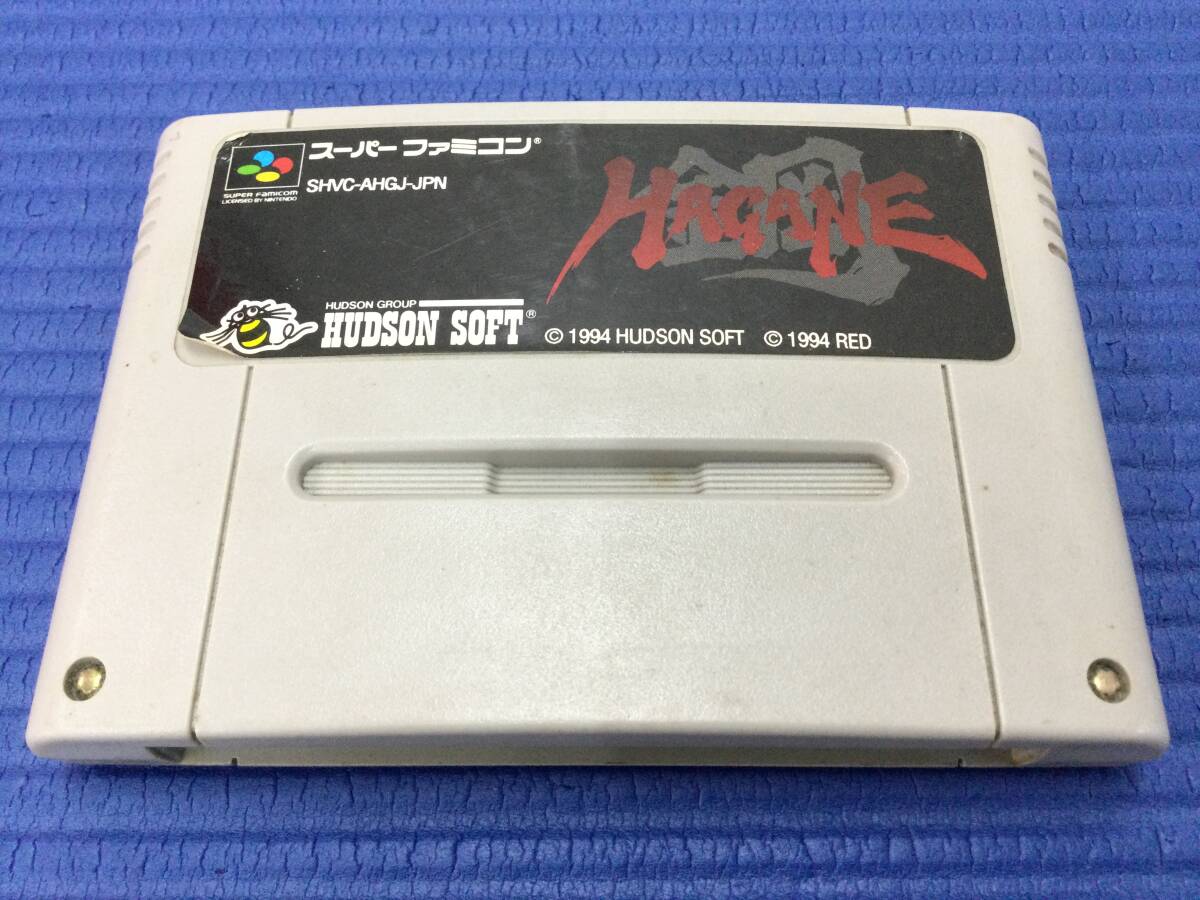 スーパーファミコン®
SUPER FAMICOM
LICENSED BY NINTENDO
SHVC-AHGJ-JPN
鋼
HAGANE
HUDSON GROUP
HUDSON SOFT®
© 1994 HUDSON SOFT © 1994 RED